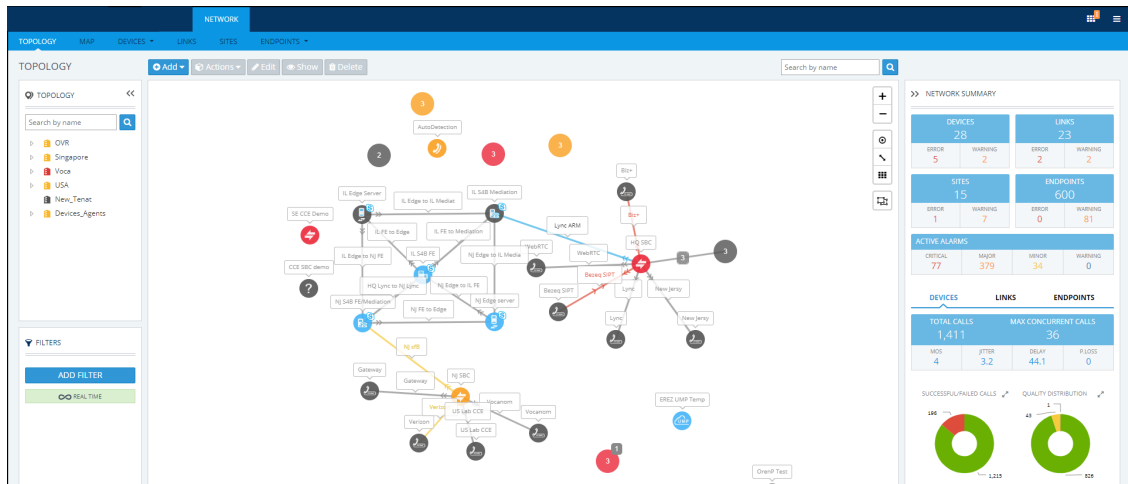 NETWORK
TOPOLOGY MAP DEVICES LINKS SITES ENDPOINTS
TOPOLOGY
Add Actions Edit Show Delete
Search by name
TOPOLOGY
Search by name
OVR
Singapore
Voca
USA
New_Tenat
Devices_Agents
FILTERS
ADD FILTER
REAL TIME
3
AutoDetection
2
3
3
Biz+
IL Edge Server
IL Edge to IL Mediat
IL S4B Mediation
SE CCE Demo
Biz+
Lync ARM
IL FE to Edge
IL FE to Mediation
HQ SBC
IL Edge to NJ FE
IL S4B FE
NJ Edge to IL Media
WebRTC
WebRTC
3
3
CCE SBC demo
Bezeq SIPT
HQ Lync to NJ Lync
NJ Edge to IL FE
Bezeq SIPT
Lync
New Jersy
NJ S4B FE/Mediation
NJ FE to Edge
NJ Edge server
Lync
New Jersy
NJ sfB
Gateway
Gateway
NJ SBC
Vocanom
US Lab CCE
Vocanom
Verizon
US Lab CCE
EREZ UMP Temp
UMP
3
1
OranP Test
NETWORK SUMMARY
DEVICES
28
ERROR WARNING
5 2
LINKS
23
ERROR WARNING
2 2
SITES
15
ERROR WARNING
1 7
ENDPOINTS
600
ERROR WARNING
0 81
ACTIVE ALARMS
CRITICAL MAJOR MINOR WARNING
77 379 34 0
DEVICES LINKS ENDPOINTS
TOTAL CALLS MAX CONCURRENT CALLS
1,411 36
MOS JITTER DELAY P.LOSS
4 3.2 44.1 0
SUCCESSFUL/FAILED CALLS
196
1,215
QUALITY DISTRIBUTION
1
43
826